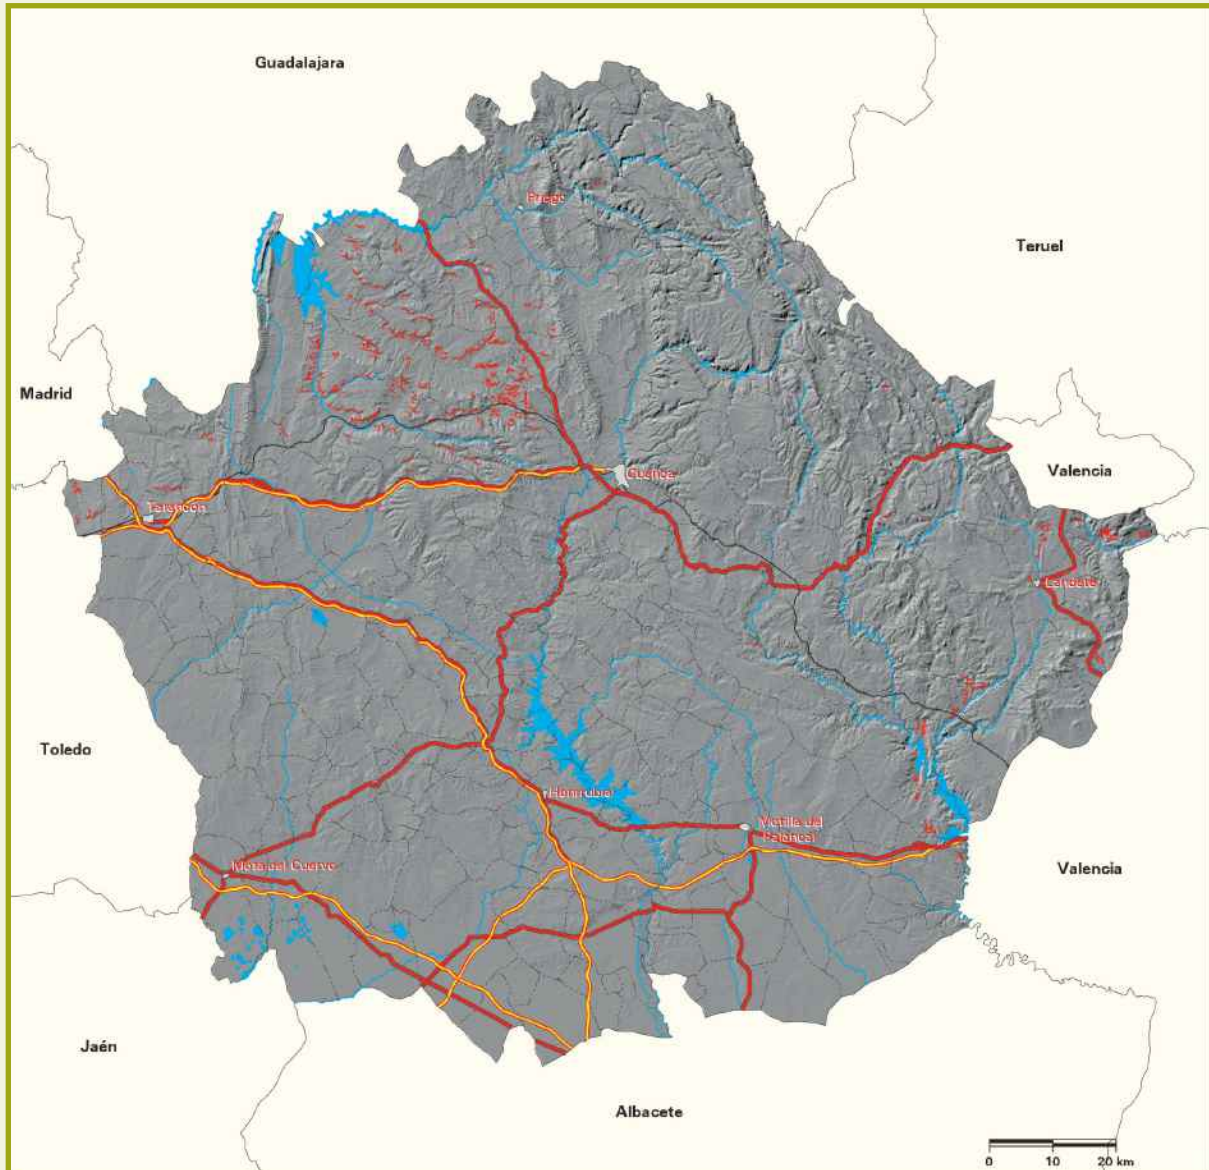 Guadalajara
Priego
Teruel
Madrid
Valencia
Cuenca
Tarancón
Landete
Toledo
Honrrubia
Motilla del
Palancar
Mota del Cuervo
Valencia
Jaén
Albacete
0 10 20 km